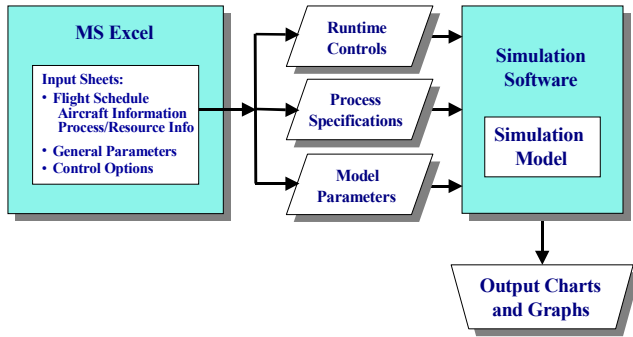 MS Excel
Input Sheets:
• Flight Schedule
Aircraft Information
Process/Resource Info
• General Parameters
• Control Options
Runtime
Controls
Process
Specifications
Model
Parameters
Simulation
Software
Simulation
Model
Output Charts
and Graphs